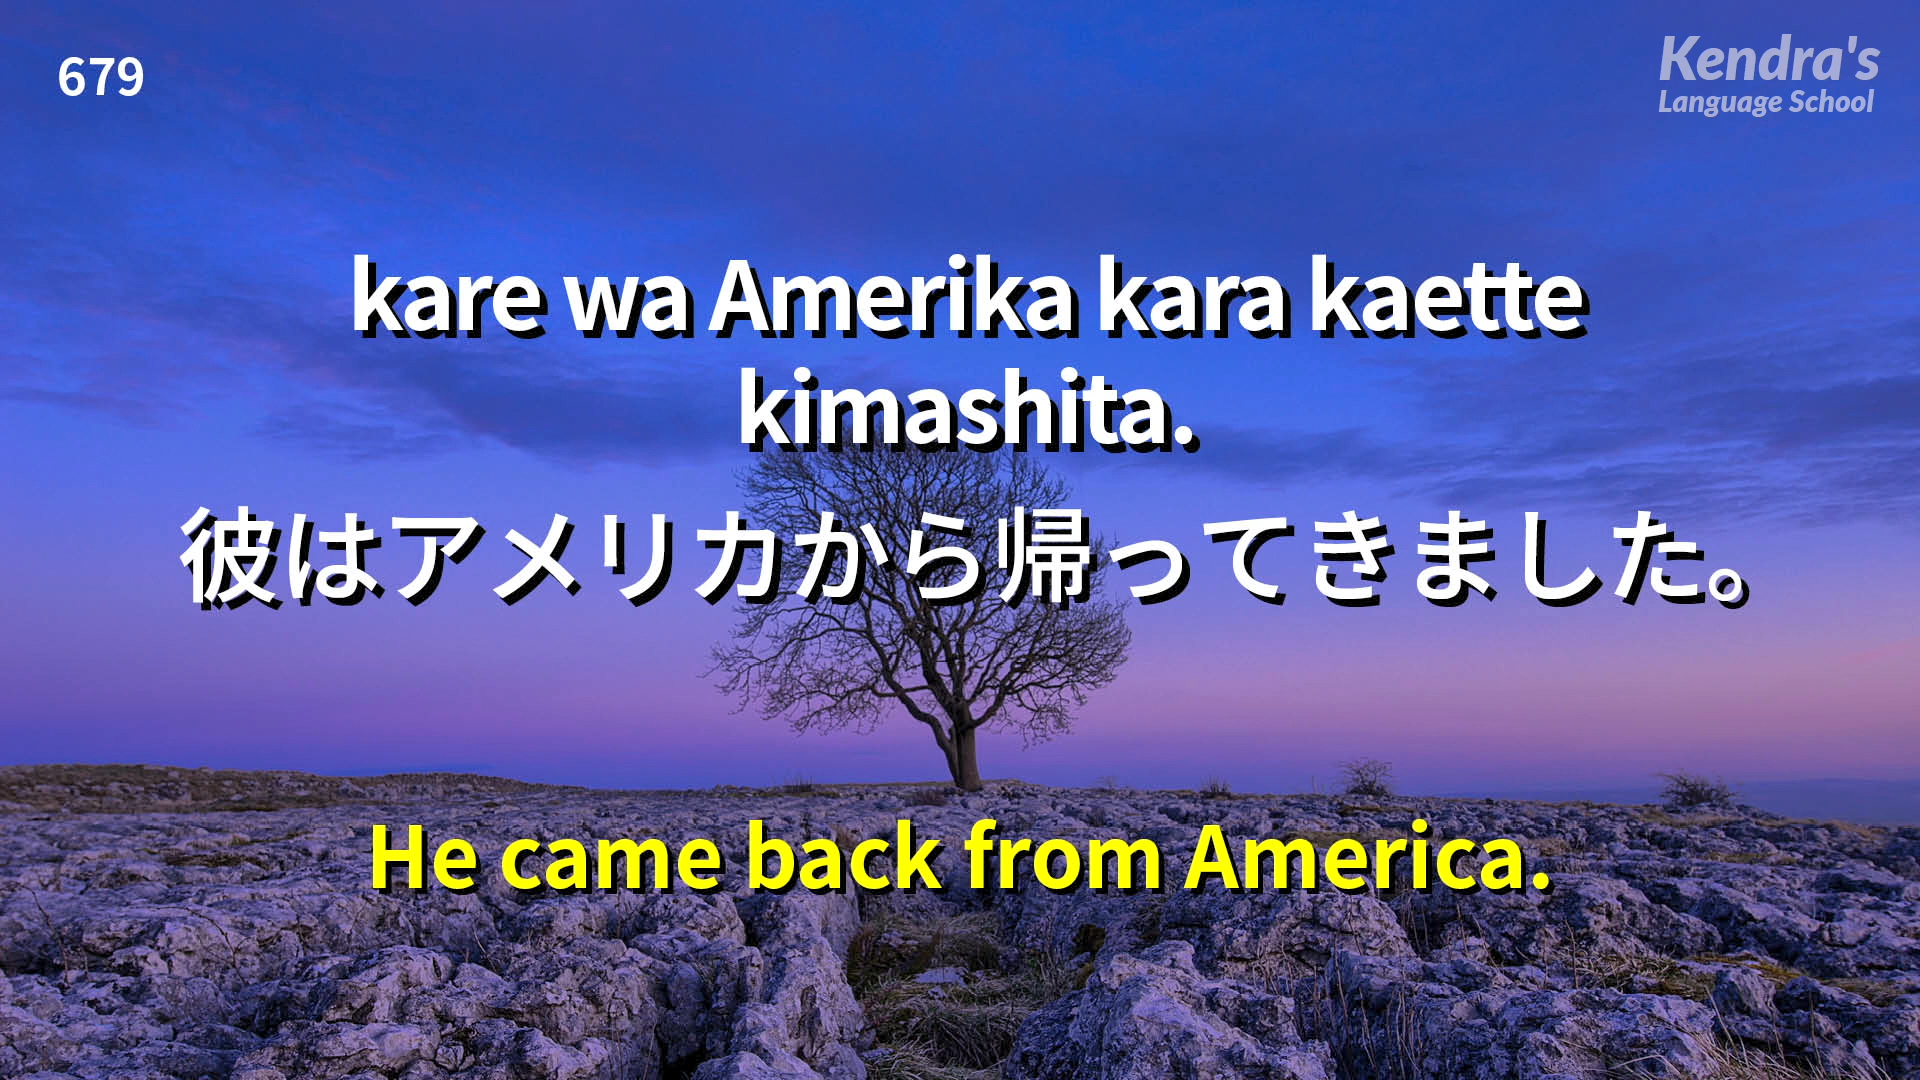 679
Kendra's
Language School
kare wa Amerika kara kaette
kimashita.
彼はアメリカから帰ってきました。
He came back from America.